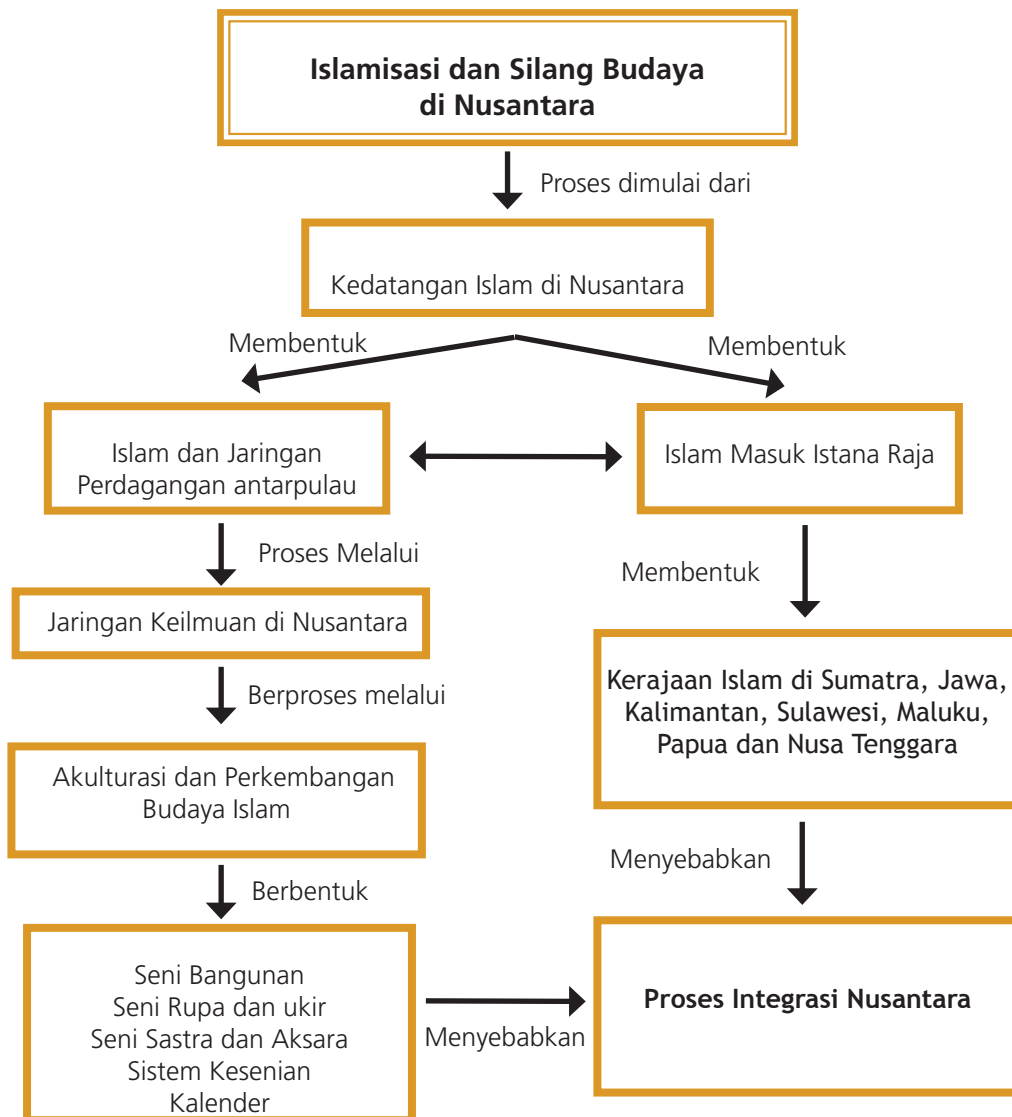 Islamisasi dan Silang Budaya
di Nusantara
Proses dimulai dari
Kedatangan Islam di Nusantara
Membentuk
Membentuk
Islam dan Jaringan
Perdagangan antarpulau
Islam Masuk Istana Raja
Proses Melalui
Membentuk
Jaringan Keilmuan di Nusantara
Berproses melalui
Kerajaan Islam di Sumatra, Jawa,
Kalimantan, Sulawesi, Maluku,
Papua dan Nusa Tenggara
Akulturasi dan Perkembangan
Budaya Islam
Menyebabkan
Berbentuk
Seni Bangunan
Seni Rupa dan ukir
Seni Sastra dan Aksara
Sistem Kesenian
Kalender
Menyebabkan
Proses Integrasi Nusantara